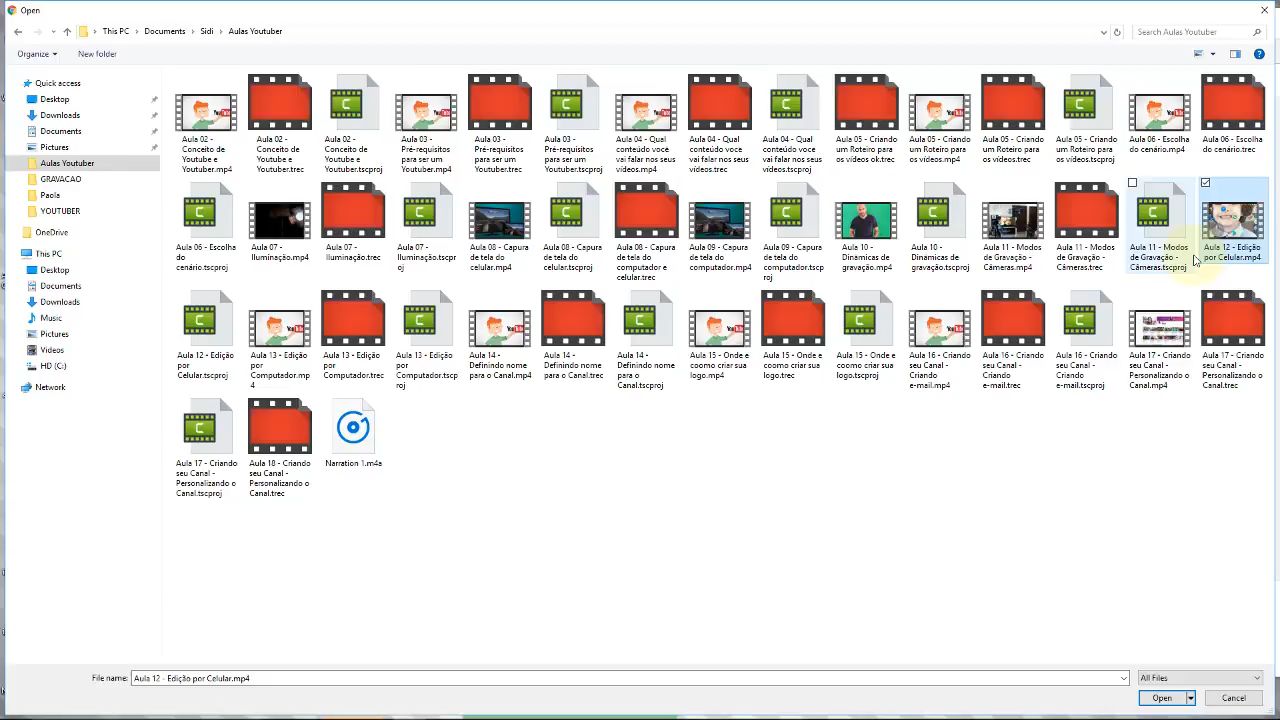 Open
This PC
Documents
Sidi
Aulas Youtuber
Search Aulas Youtuber
Organize
New folder
Quick access
Desktop
Downloads
Documents
Pictures
Aulas Youtuber
GRAVACAO
Paola
YOUTUBER
OneDrive
This PC
Desktop
Documents
Downloads
Music
Pictures
Videos
HD (C:)
Network
Aula 02 -
Conceito de
Youtube e
Youtuber.mp4
Aula 02 -
Conceito de
Youtube e
Youtuber.trec
Aula 02 -
Conceito de
Youtube e
Youtuber.tscproj
Aula 03 -
Pré-requisitos
para ser um
Youtuber.mp4
Aula 03 -
Pré-requisitos
para ser um
Youtuber.trec
Aula 03 -
Pré-requisitos
para ser um
Youtuber.tscproj
Aula 04 - Qual
conteúdo você
vai falar nos seus
vídeos.mp4
Aula 04 - Qual
conteúdo você
vai falar nos seus
vídeos.trec
Aula 04 - Qual
conteúdo você
vai falar nos seus
vídeos.tscproj
Aula 05 - Criando
um Roteiro para
os vídeos ok.trec
Aula 05 - Criando
um Roteiro para
os vídeos.mp4
Aula 05 - Criando
um Roteiro para
os vídeos.trec
Aula 05 - Criando
um Roteiro para
os vídeos.tscproj
Aula 06 - Escolha
do cenário.mp4
Aula 06 - Escolha
do cenário.trec
Aula 06 - Escolha
do
cenário.tscproj
Aula 07 -
Iluminação.mp4
Aula 07 -
Iluminação.trec
Aula 07 -
Iluminação.tscpr
oj
Aula 08 - Capura
de tela do
celular.mp4
Aula 08 - Capura
de tela do
celular.tscproj
Aula 08 - Capura
de tela do
computador e
celular.trec
Aula 09 - Capura
de tela do
computador.mp4
Aula 09 - Capura
de tela do
computador.tscp
roj
Aula 10 -
Dinâmicas de
gravação.mp4
Aula 10 -
Dinâmicas de
gravação.tscproj
Aula 11 - Modos
de Gravação -
Câmeras.mp4
Aula 11 - Modos
de Gravação -
Câmeras.trec
Aula 11 - Modos
de Gravação -
Câmeras.tscproj
Aula 12 - Edição
por Celular.mp4
Aula 12 - Edição
por
Celular.tscproj
Aula 13 - Edição
por
Computador.mp
4
Aula 13 - Edição
por
Computador.trec
Aula 13 - Edição
por
Computador.tscpr
oj
Aula 14 -
Definindo nome
para o Canal.mp4
Aula 14 -
Definindo nome
para o Canal.trec
Aula 14 -
Definindo nome
para o
Canal.tscproj
Aula 15 - Onde e
coomo criar sua
logo.mp4
Aula 15 - Onde e
coomo criar sua
logo.trec
Aula 15 - Onde e
coomo criar sua
logo.tscproj
Aula 16 - Criando
seu Canal -
Criando
e-mail.mp4
Aula 16 - Criando
seu Canal -
Criando
e-mail.trec
Aula 16 - Criando
seu Canal -
Criando
e-mail.tscproj
Aula 17 - Criando
seu Canal -
Personalizando o
Canal.mp4
Aula 17 - Criando
seu Canal -
Personalizando o
Canal.trec
Aula 17 - Criando
seu Canal -
Personalizando o
Canal.tscproj
Aula 18 - Criando
seu Canal -
Personalizando o
Canal.trec
Narration 1.m4a
File name:
Aula 12 - Edição por Celular.mp4
All Files
Open
Cancel